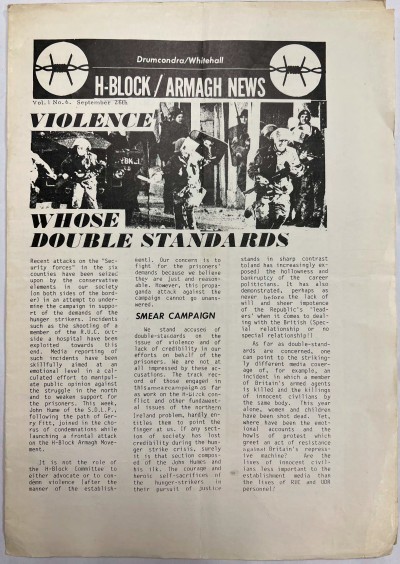 Drumcondra/Whitehall
H-BLOCK/ARMAGH NEWS
Vol.1 No.6. September 28th
VIOLENCE
WHOSE
DOUBLE STANDARDS
Recent attacks on the "Sec-
urity forces" in the six
counties have been seized
upon by the conservative
elements in our society
(on both sides of the bord-
er) in an attempt to under-
mine the campaign in supp-
ort of the demands of the
hunger strikers. Incidents
such as the shooting of a
member of the R.U.C. out-
side a hospital have been
exploited towards this
end. Media reporting of
such incidents have been
skillfully aimed at an
emotional level in a cal-
culated effort to manipul-
ate public opinion against
the struggle in the north
and to weaken support for
the prisoners. This week,
John Hume of the S.D.L.P.,
following the path of Ger-
ry Fitt, joined in the cho-
rus of condemnations while
launching a frontal attack
on the H-Block Armagh Move-
ment.
It is not the role of
the H-Block Committee to
either advocate or to con-
demn violence (after the
manner of the establish-
ment). Our concern is to
fight for the prisoners'
demands because we believe
they are just and reason-
able. However, this propa-
ganda attack against the
campaign cannot go unans-
wered.
SMEAR CAMPAIGN
We stand accused of
double-standards on the
issue of violence and of
lack of credibility in our
efforts on behalf of the
prisoners. We are not at
all impressed by these acc-
usations. The track rec-
ord of those engaged in
this smear campaign as far
as work on the H-Block con-
flict and other fundament-
al issues of the northern
Ireland problem, hardly en-
titles them to point the
finger at us. If any sect-
ion of society has lost
credibility during the hun-
ger strike crisis, surely
it is that section compos-
ed of the John Humes and
his ilk. The courage and
heroic self-sacrifices of
the hunger-strikers in
their pursuit of justice
stands in sharp contrast
to
and has increasingly ex-
posed) the hollowness and
bankruptcy of the career
politicians. It has also
demonstrated, perhaps as
never before the lack of
will and sheer impotence
of the Republic's "lead-
ers" when it comes to deal-
ing with the British (Spec-
ial relationship or no
special relationship!)
As far as double-stand-
ards are concerned, one
can point to the striking-
ly different media cover-
age of, for example, an
incident in which a member
of Britain's armed agents
is killed and the killings
of innocent civilians by
the same body. This year
alone, women and children
have been shot dead. Yet,
where have been the emot-
ional accounts and the
howls of protest which
greet an act of resistance
against Britain's repress-
ive machine? Are the
lives of innocent civil-
ians less important to the
establishment media than
the lives of RUC and UDR
personnel?